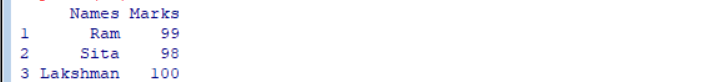 Names Marks
1 Ram 99
2 Sita 98
3 Lakshman 100